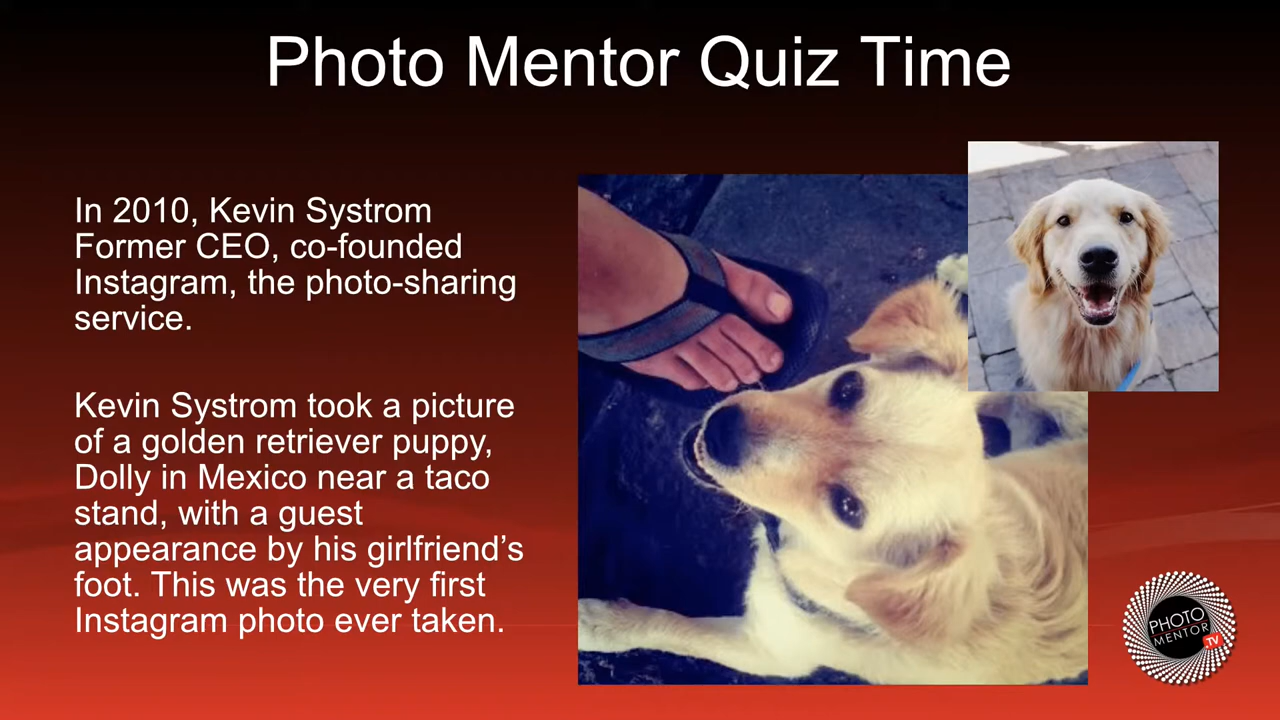 Photo Mentor Quiz Time
In 2010, Kevin Systrom
Former CEO, co-founded
Instagram, the photo-sharing
service.
Kevin Systrom took a picture
of a golden retriever puppy,
Dolly in Mexico near a taco
stand, with a guest
appearance by his girlfriend’s
foot. This was the very first
Instagram photo ever taken.
PHOTO
MENTOR
TV